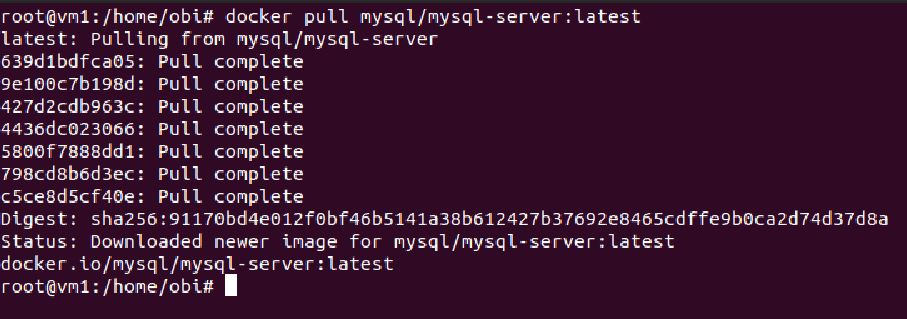 root@vm1:/home/obi# docker pull mysql/mysql-server:latest
latest: Pulling from mysql/mysql-server
639d1bdfca05: Pull complete
9e100c7b198d: Pull complete
427d2cdb963c: Pull complete
4436dc023066: Pull complete
5800f7888dd1: Pull complete
798cd8b6d3ec: Pull complete
c5ce8d5cf40e: Pull complete
Digest: sha256:91170bd4e012f0bf46b5141a38b612427b37692e8465cdffe9b0ca2d74d37d8a
Status: Downloaded newer image for mysql/mysql-server:latest
docker.io/mysql/mysql-server:latest
root@vm1:/home/obi#